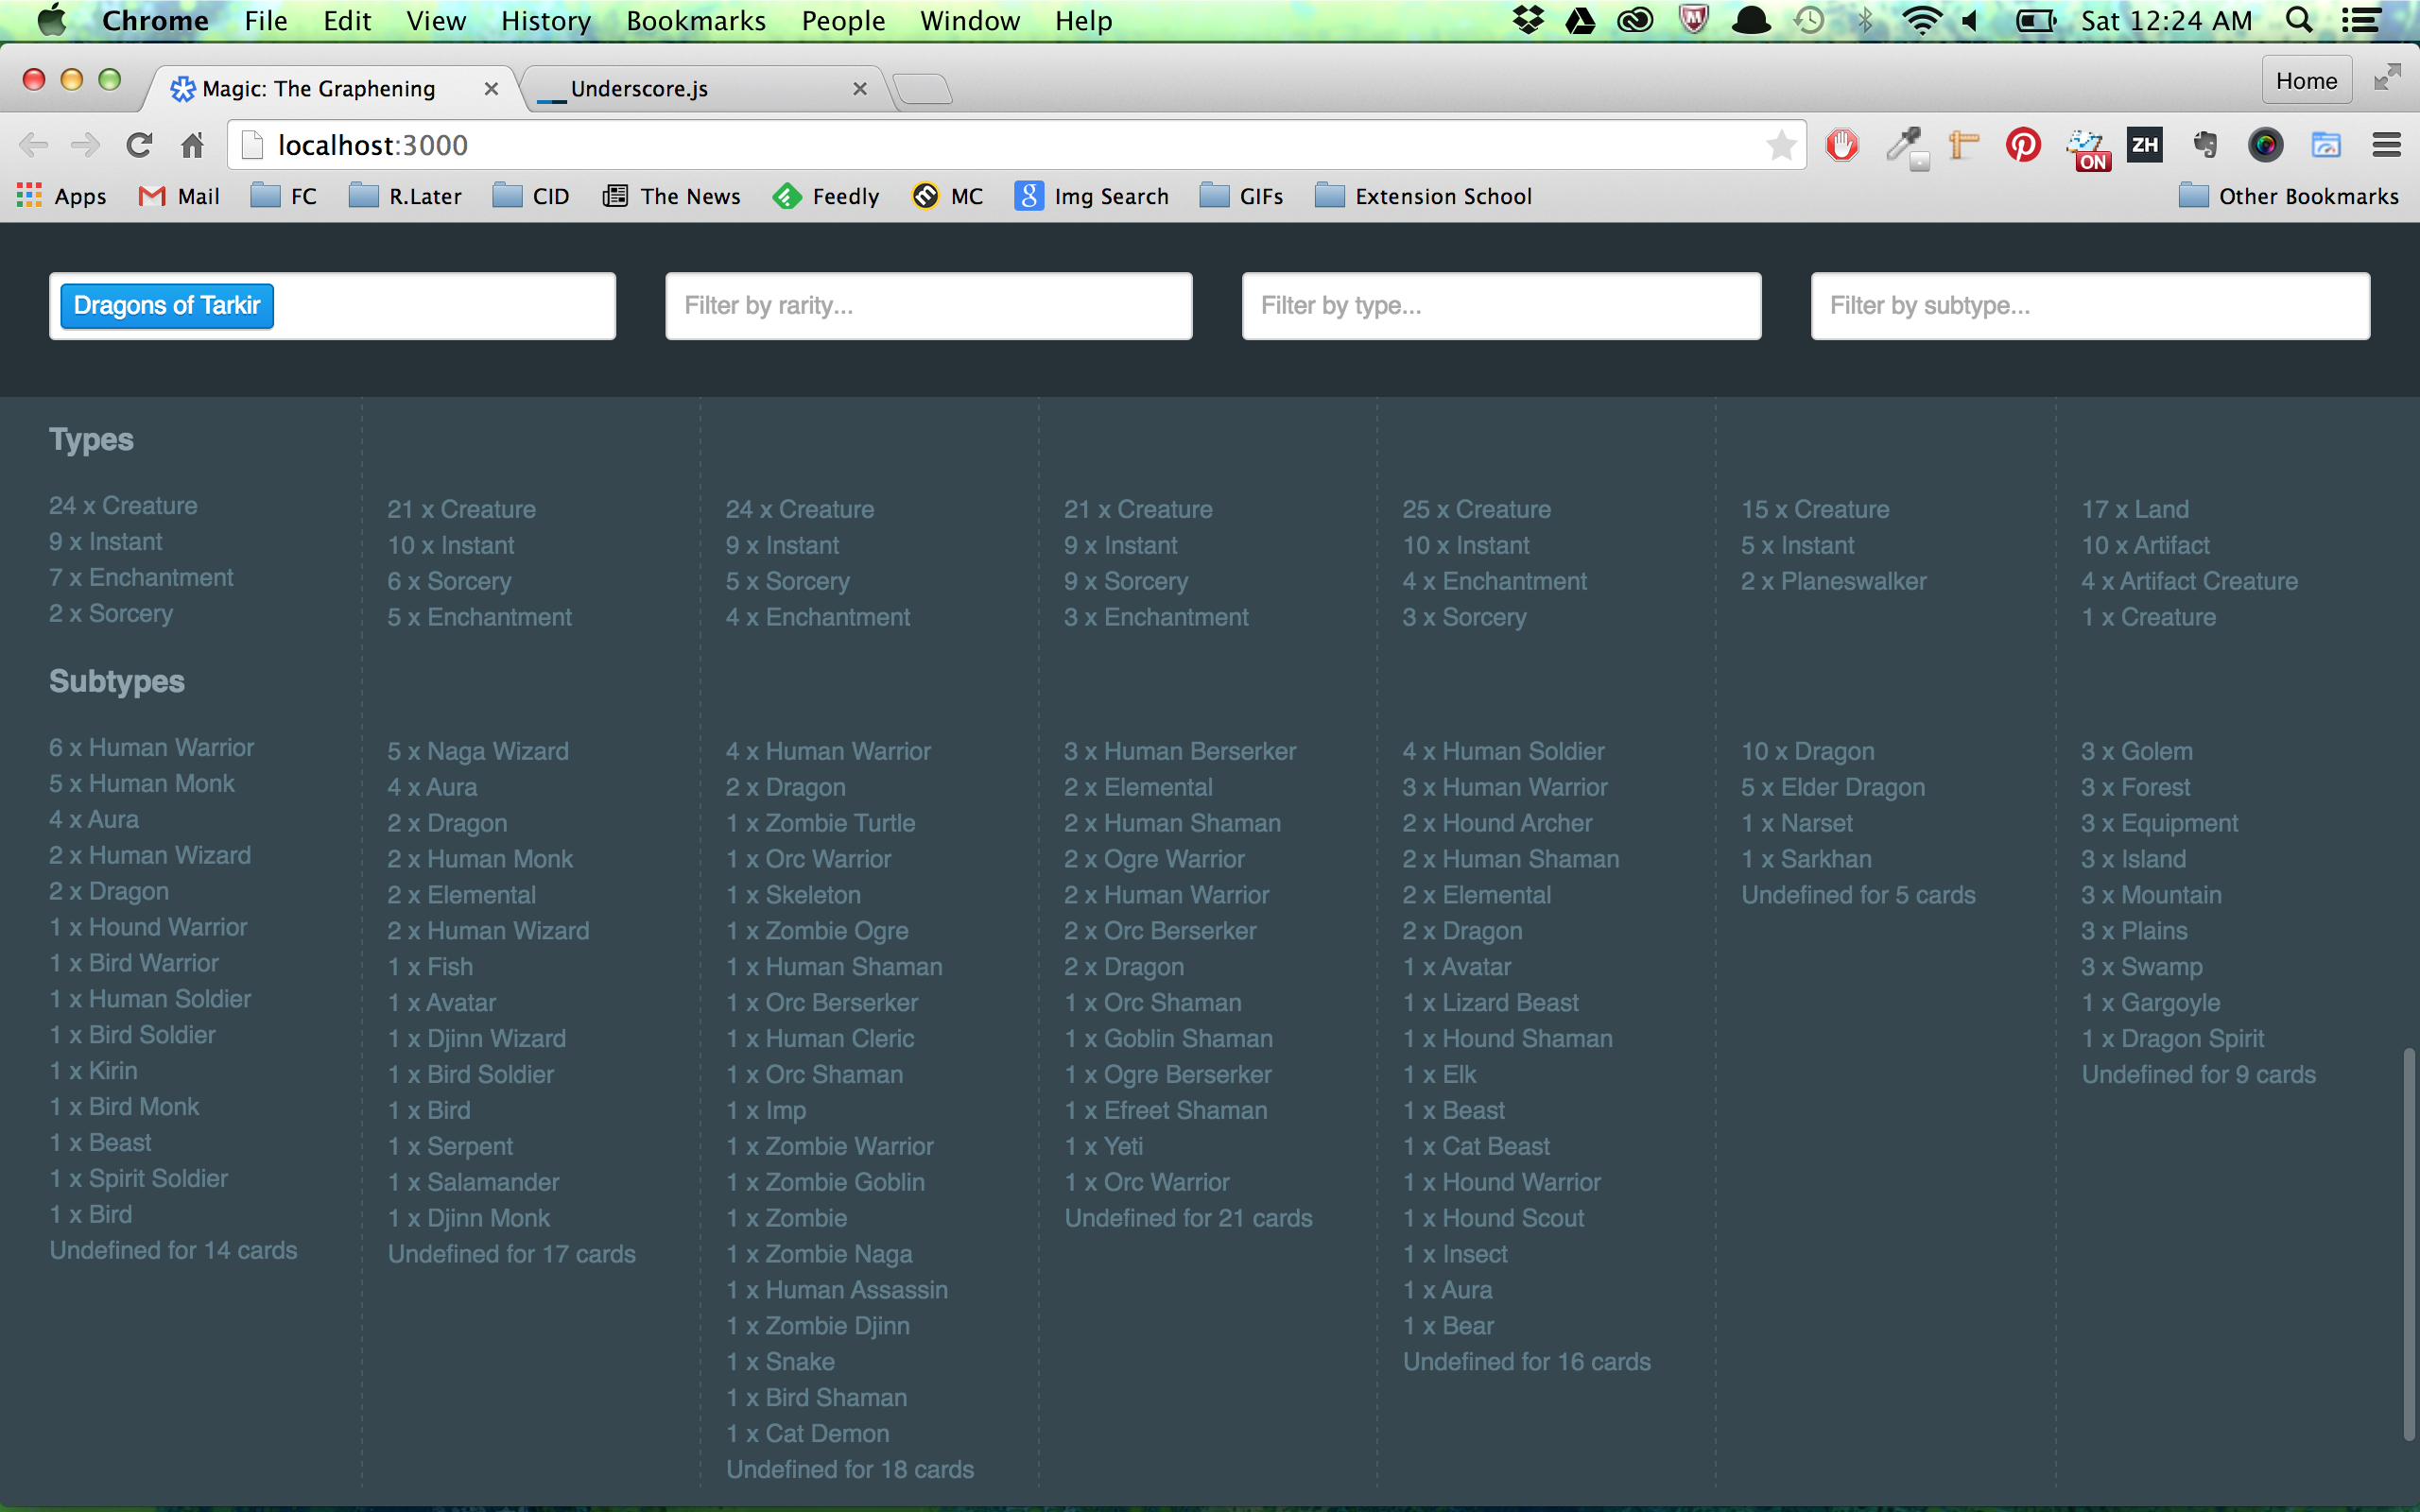 Chrome File Edit View History Bookmarks People Window Help Sat 12:24 AM
Magic: The Graphening Underscore.js Home
localhost:3000 ON ZH
Apps Mail FC R.Later CID The News Feedly MC Img Search GIFs Extension School Other Bookmarks
Dragons of Tarkir Filter by rarity... Filter by type... Filter by subtype...
Types
24 x Creature
9 x Instant
7 x Enchantment
2 x Sorcery
21 x Creature
10 x Instant
6 x Sorcery
5 x Enchantment
24 x Creature
9 x Instant
5 x Sorcery
4 x Enchantment
21 x Creature
9 x Instant
9 x Sorcery
3 x Enchantment
25 x Creature
10 x Instant
4 x Enchantment
3 x Sorcery
15 x Creature
5 x Instant
2 x Planeswalker
17 x Land
10 x Artifact
4 x Artifact Creature
1 x Creature
Subtypes
6 x Human Warrior
5 x Human Monk
4 x Aura
2 x Human Wizard
2 x Dragon
1 x Hound Warrior
1 x Bird Warrior
1 x Human Soldier
1 x Bird Soldier
1 x Kirin
1 x Bird Monk
1 x Beast
1 x Spirit Soldier
1 x Bird
Undefined for 14 cards
5 x Naga Wizard
4 x Aura
2 x Dragon
2 x Human Monk
2 x Elemental
2 x Human Wizard
1 x Fish
1 x Avatar
1 x Djinn Wizard
1 x Bird Soldier
1 x Bird
1 x Serpent
1 x Salamander
1 x Djinn Monk
Undefined for 17 cards
4 x Human Warrior
2 x Dragon
1 x Zombie Turtle
1 x Orc Warrior
1 x Skeleton
1 x Zombie Ogre
1 x Human Shaman
1 x Orc Berserker
1 x Human Cleric
1 x Orc Shaman
1 x Imp
1 x Zombie Warrior
1 x Zombie Goblin
1 x Zombie
1 x Zombie Naga
1 x Human Assassin
1 x Zombie Djinn
1 x Snake
1 x Bird Shaman
1 x Cat Demon
Undefined for 18 cards
3 x Human Berserker
2 x Elemental
2 x Human Shaman
2 x Ogre Warrior
2 x Human Warrior
2 x Orc Berserker
2 x Dragon
1 x Orc Shaman
1 x Goblin Shaman
1 x Ogre Berserker
1 x Efreet Shaman
1 x Yeti
1 x Orc Warrior
Undefined for 21 cards
4 x Human Soldier
3 x Human Warrior
2 x Hound Archer
2 x Human Shaman
2 x Elemental
2 x Dragon
1 x Avatar
1 x Lizard Beast
1 x Hound Shaman
1 x Elk
1 x Beast
1 x Cat Beast
1 x Hound Warrior
1 x Hound Scout
1 x Insect
1 x Aura
1 x Bear
Undefined for 16 cards
10 x Dragon
5 x Elder Dragon
1 x Narset
1 x Sarkhan
Undefined for 5 cards
3 x Golem
3 x Forest
3 x Equipment
3 x Island
3 x Mountain
3 x Plains
3 x Swamp
1 x Gargoyle
1 x Dragon Spirit
Undefined for 9 cards